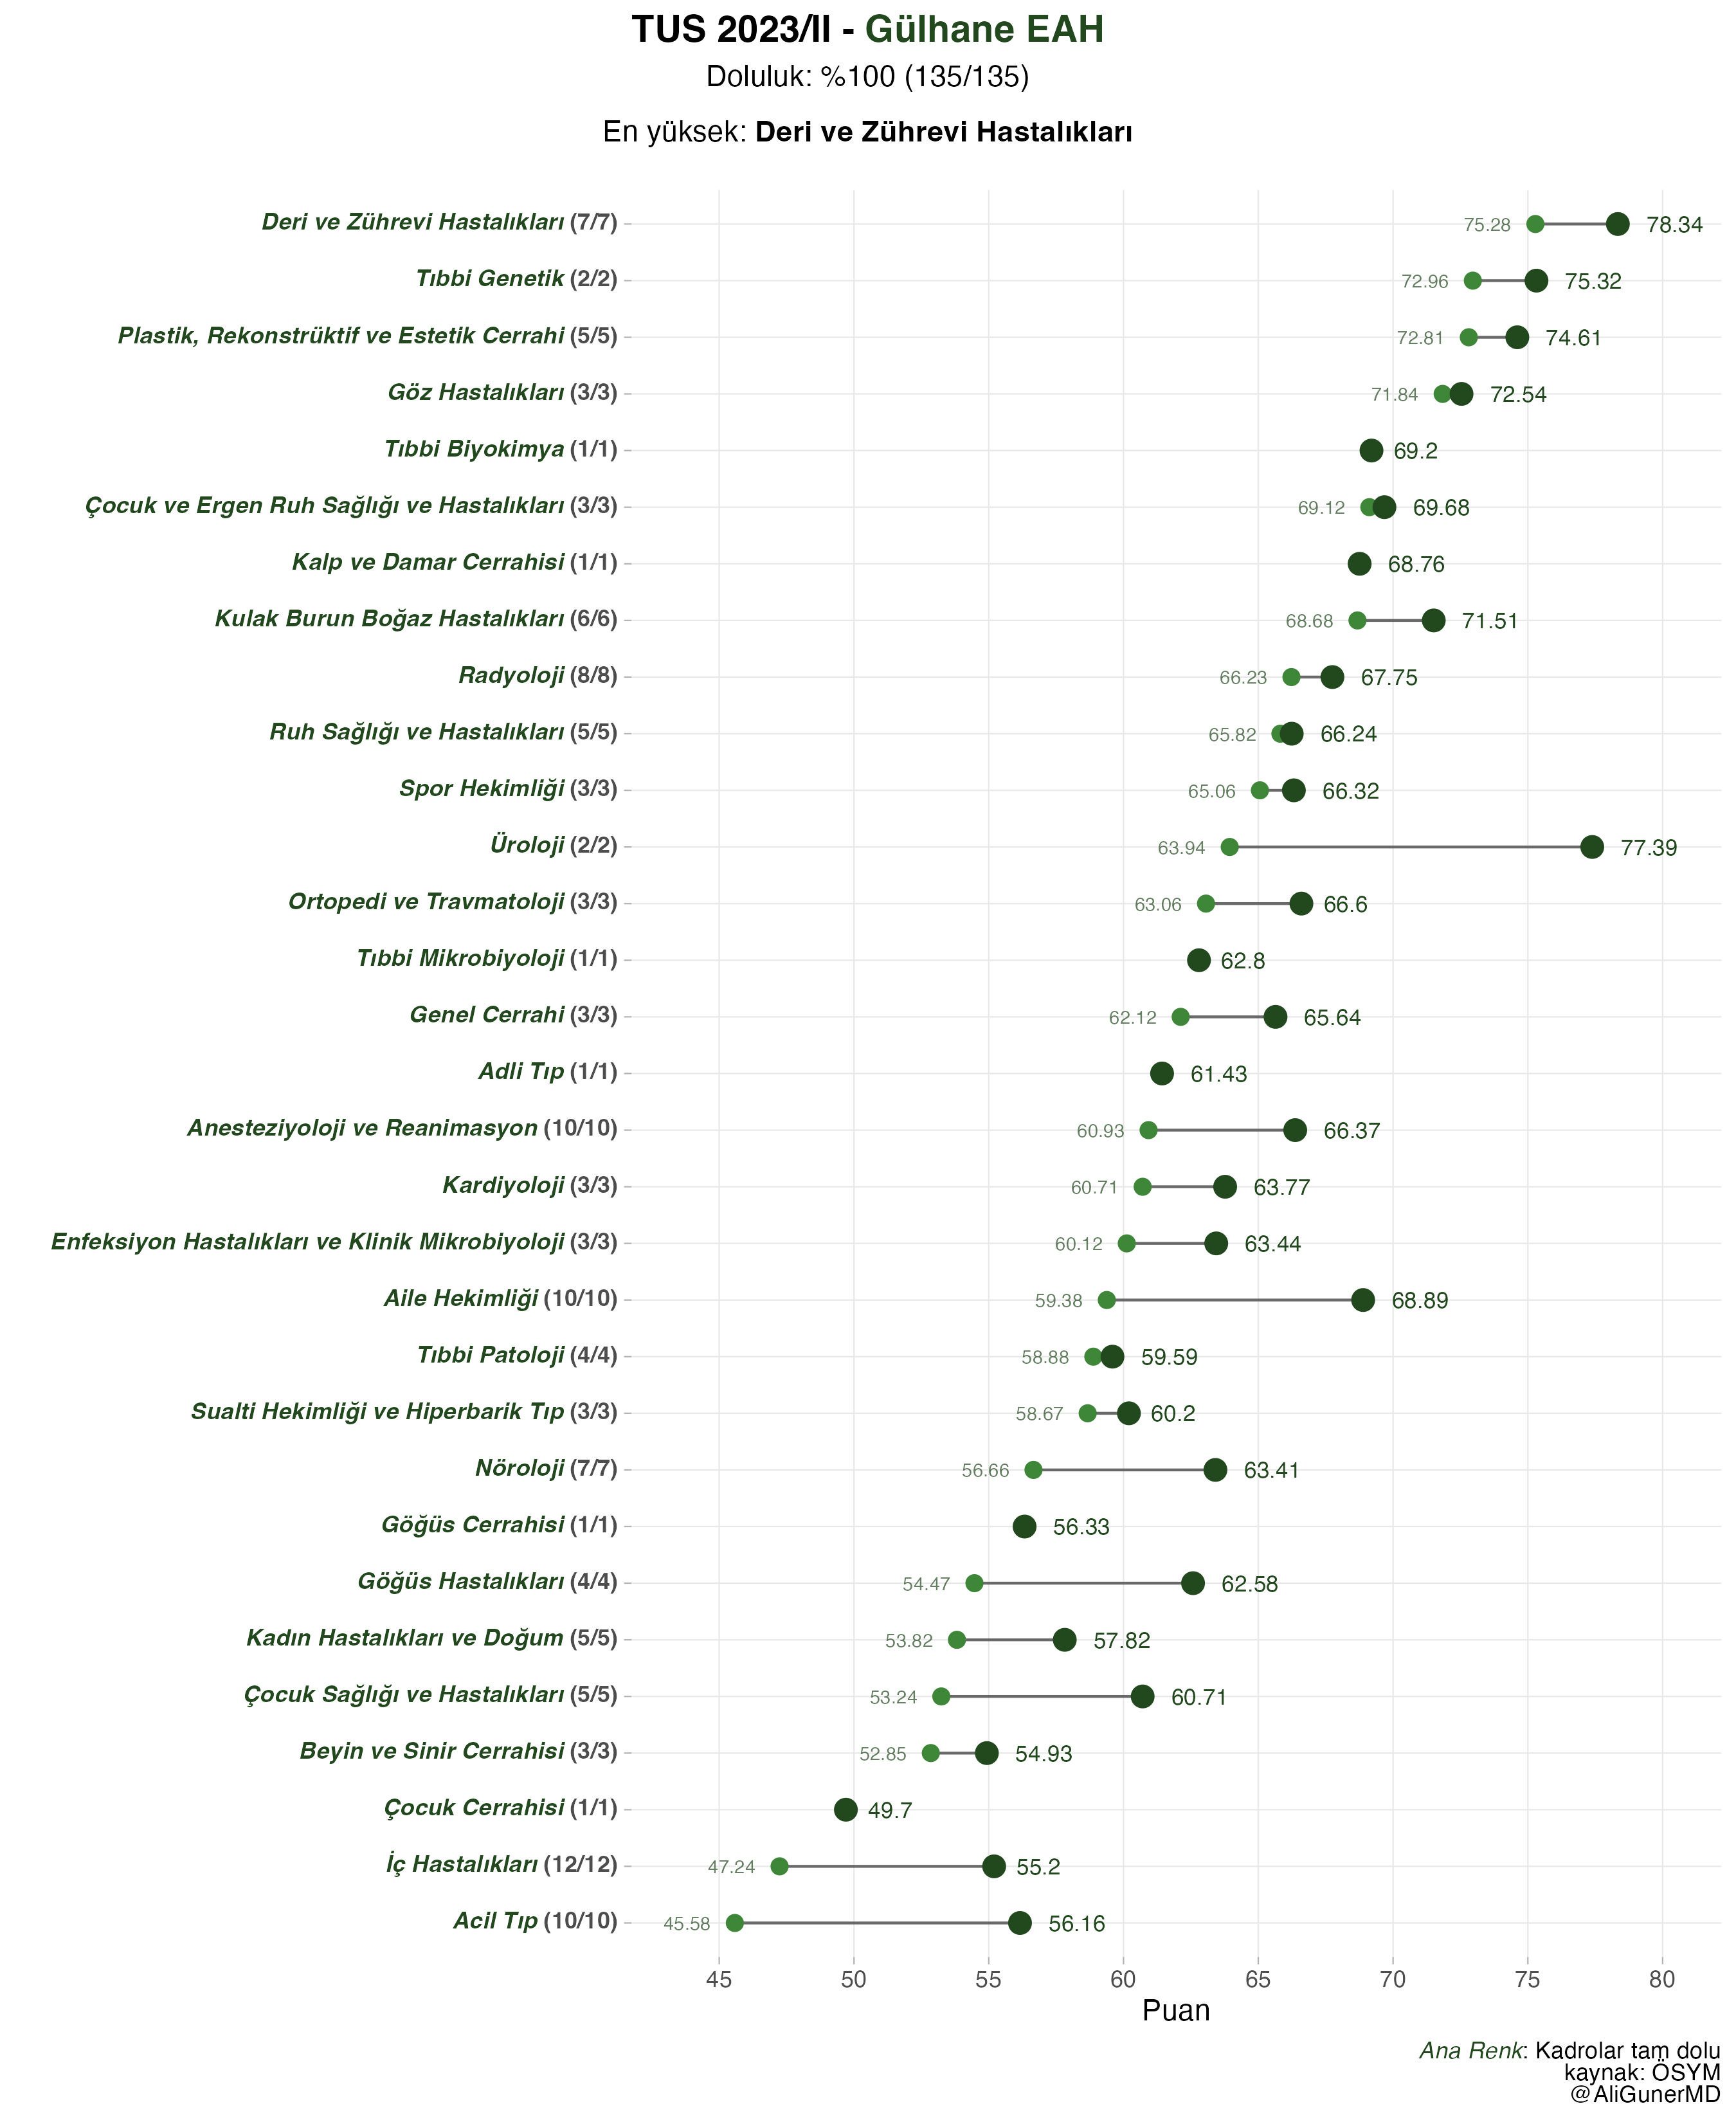 TUS 2023/II - Gülhane EAH
Doluluk: %100 (135/135)
En yüksek: Deri ve Zührevi Hastalıkları
Deri ve Zührevi Hastalıkları (7/7) 75.28 78.34
Tıbbi Genetik (2/2) 72.96 75.32
Plastik, Rekonstrüktif ve Estetik Cerrahi (5/5) 72.81 74.61
Göz Hastalıkları (3/3) 71.84 72.54
Tıbbi Biyokimya (1/1) 69.2
Çocuk ve Ergen Ruh Sağlığı ve Hastalıkları (3/3) 69.12 69.68
Kalp ve Damar Cerrahisi (1/1) 68.76
Kulak Burun Boğaz Hastalıkları (6/6) 68.68 71.51
Radyoloji (8/8) 66.23 67.75
Ruh Sağlığı ve Hastalıkları (5/5) 65.82 66.24
Spor Hekimliği (3/3) 65.06 66.32
Üroloji (2/2) 63.94 77.39
Ortopedi ve Travmatoloji (3/3) 63.06 66.6
Tıbbi Mikrobiyoloji (1/1) 62.8
Genel Cerrahi (3/3) 62.12 65.64
Adli Tıp (1/1) 61.43
Anesteziyoloji ve Reanimasyon (10/10) 60.93 66.37
Kardiyoloji (3/3) 60.71 63.77
Enfeksiyon Hastalıkları ve Klinik Mikrobiyoloji (3/3) 60.12 63.44
Aile Hekimliği (10/10) 59.38 68.89
Tıbbi Patoloji (4/4) 58.88 59.59
Sualti Hekimliği ve Hiperbarik Tıp (3/3) 58.67 60.2
Nöroloji (7/7) 56.66 63.41
Göğüs Cerrahisi (1/1) 56.33
Göğüs Hastalıkları (4/4) 54.47 62.58
Kadın Hastalıkları ve Doğum (5/5) 53.82 57.82
Çocuk Sağlığı ve Hastalıkları (5/5) 53.24 60.71
Beyin ve Sinir Cerrahisi (3/3) 52.85 54.93
Çocuk Cerrahisi (1/1) 49.7
İç Hastalıkları (12/12) 47.24 55.2
Acil Tıp (10/10) 45.58 56.16
45 50 55 60 65 70 75 80
Puan
Ana Renk: Kadrolar tam dolu
kaynak: ÖSYM
@AliGunerMD